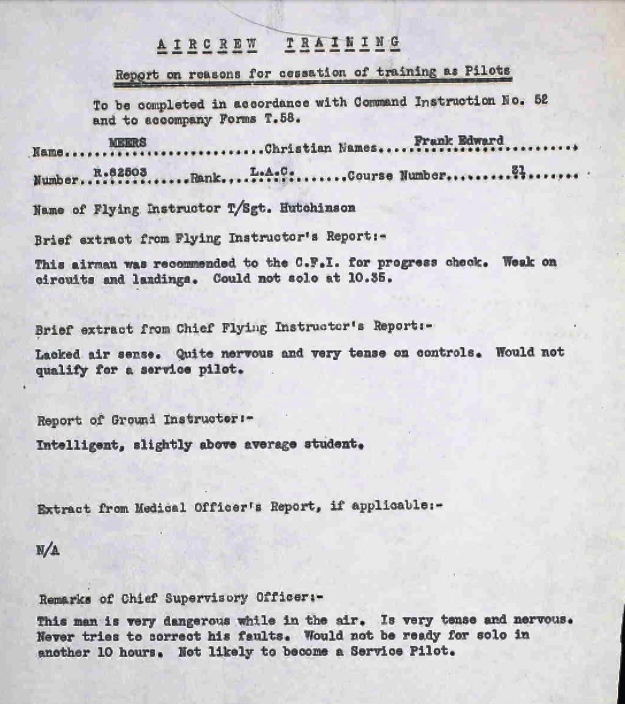 AIRCREW TRAINING
Report on reasons for cessation of training as Pilots
To be completed in accordance with Command Instruction No. 52
and to accompany Forms T.58.
Name.....MEERS.....Christian Names.....Frank Edward.....
Number..R.62503.....Rank...L.A.C......Course Number........31.......
Name of Flying Instructor T/Sgt. Hutchinson
Brief extract from Flying Instructor's Report:-
This airman was recommended to the C.F.I. for progress check. Weak on
circuits and landings. Could not solo at 10.35.
Brief extract from Chief Flying Instructor's Report:-
Lacked air sense. Quite nervous and very tense on controls. Would not
qualify for a service pilot.
Report of Ground Instructor:-
Intelligent, slightly above average student.
Extract from Medical Officer's Report, if applicable:-
N/A
Remarks of Chief Supervisory Officer:-
This man is very dangerous while in the air. Is very tense and nervous.
Never tries to correct his faults. Would not be ready for solo in
another 10 hours. Not likely to become a Service Pilot.